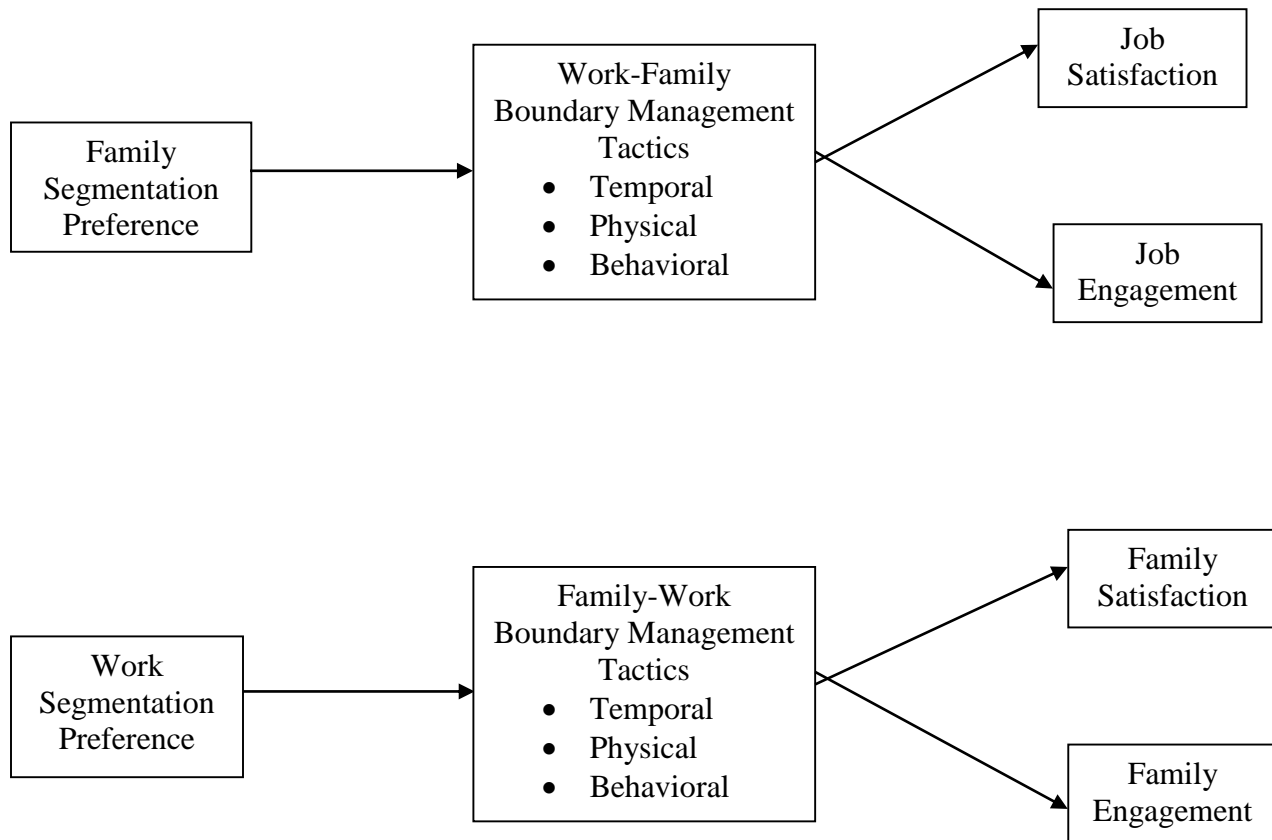 Family
Segmentation
Preference
Work-Family
Boundary Management
Tactics
• Temporal
• Physical
• Behavioral
Job
Satisfaction
Job
Engagement
Work
Segmentation
Preference
Family-Work
Boundary Management
Tactics
• Temporal
• Physical
• Behavioral
Family
Satisfaction
Family
Engagement